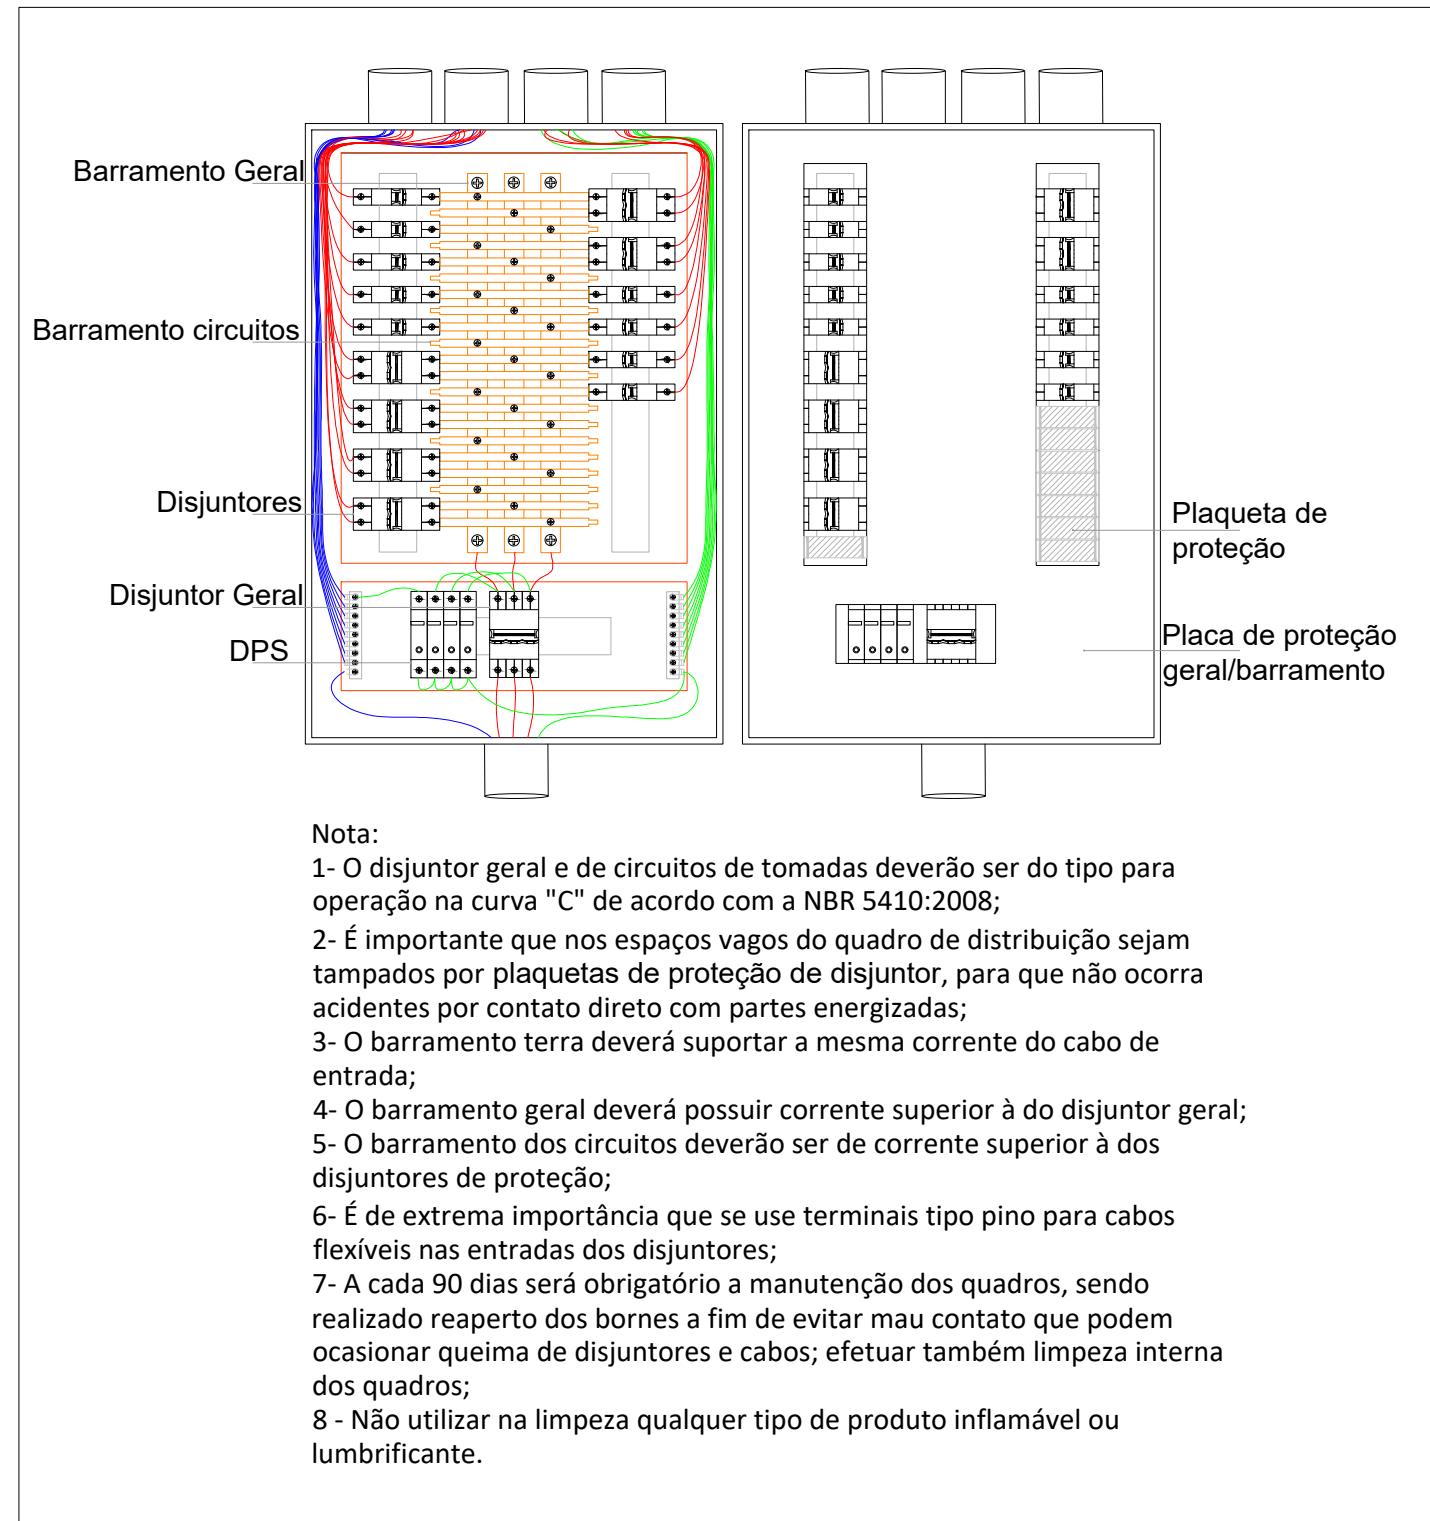 Barramento Geral
Barramento circuitos
Disjuntores
Disjuntor Geral
DPS
Plaqueta de
proteção
Placa de proteção
geral/barramento
Nota:
1- O disjuntor geral e de circuitos de tomadas deverão ser do tipo para
operação na curva "C" de acordo com a NBR 5410:2008;
2- É importante que nos espaços vagos do quadro de distribuição sejam
tampados por plaquetas de proteção de disjuntor, para que não ocorra
acidentes por contato direto com partes energizadas;
3- O barramento terra deverá suportar a mesma corrente do cabo de
entrada;
4- O barramento geral deverá possuir corrente superior à do disjuntor geral;
5- O barramento dos circuitos deverão ser de corrente superior à dos
disjuntores de proteção;
6- É de extrema importância que se use terminais tipo pino para cabos
flexíveis nas entradas dos disjuntores;
7- A cada 90 dias será obrigatório a manutenção dos quadros, sendo
realizado reaperto dos bornes a fim de evitar mau contato que podem
ocasionar queima de disjuntores e cabos; efetuar também limpeza interna
dos quadros;
8 - Não utilizar na limpeza qualquer tipo de produto inflamável ou
lumbrificante.